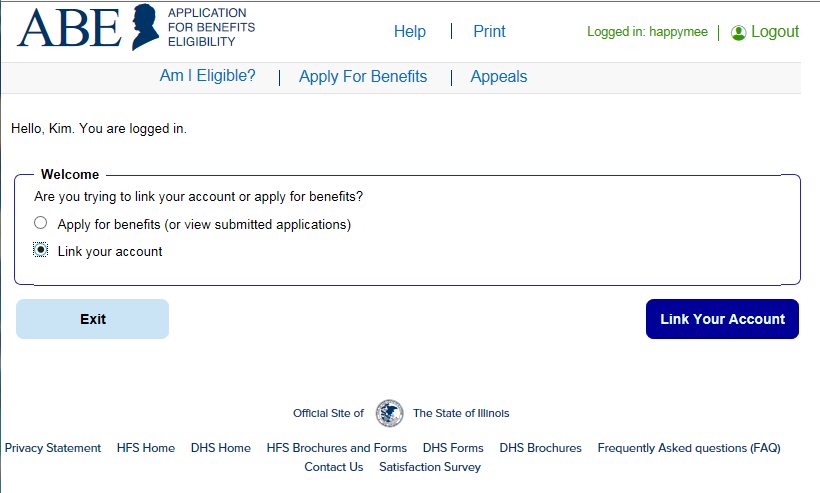 ABE APPLICATION
FOR BENEFITS
ELIGIBILITY
Help | Print
Logged in: happymee | Logout
Am I Eligible? | Apply For Benefits | Appeals
Hello, Kim. You are logged in.
Welcome
Are you trying to link your account or apply for benefits?
Apply for benefits (or view submitted applications)
Link your account
Exit
Link Your Account
Official Site of The State of Illinois
Privacy Statement HFS Home DHS Home HFS Brochures and Forms DHS Forms DHS Brochures Frequently Asked questions (FAQ)
Contact Us Satisfaction Survey